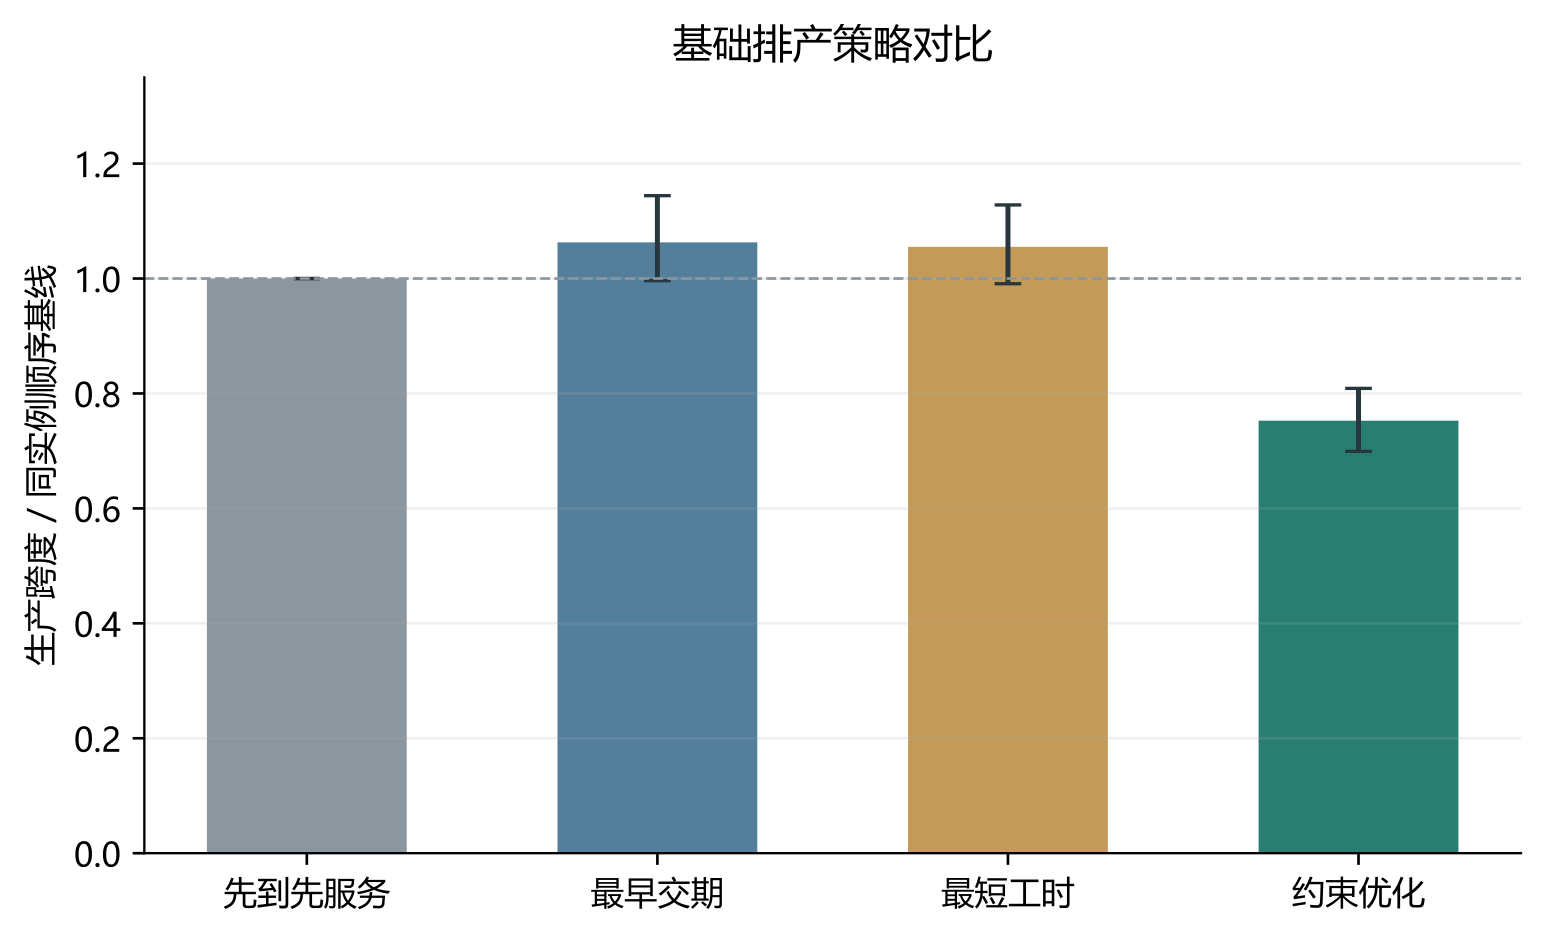 基础排产策略对比
生产跨度 / 同实例顺序基线
1.2
1.0
0.8
0.6
0.4
0.2
0.0
先到先服务
最早交期
最短工时
约束优化